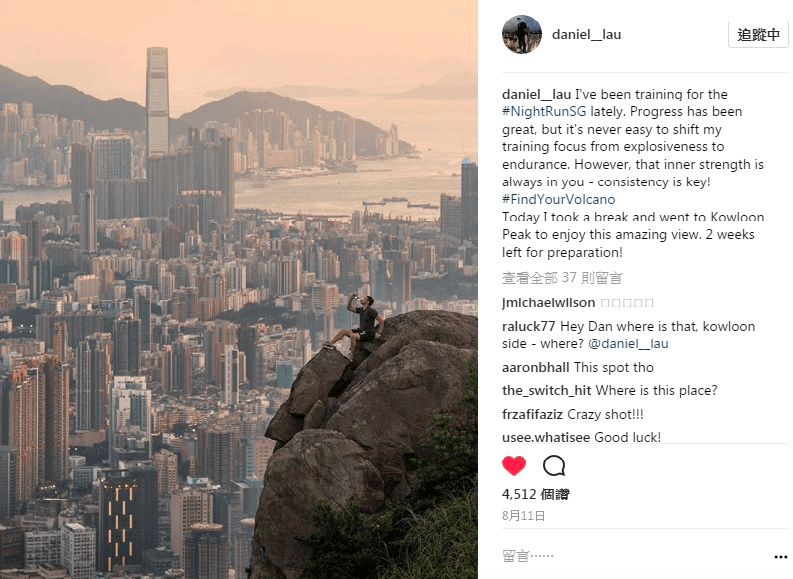 daniel__lau
追蹤中
daniel__lau I've been training for the
#NightRunSG lately. Progress has been
great, but it's never easy to shift my
training focus from explosiveness to
endurance. However, that inner strength is
always in you - consistency is key!
#FindYourVolcano
Today I took a break and went to Kowloon
Peak to enjoy this amazing view. 2 weeks
left for preparation!
查看全部 37 則留言
jmichaelwilson
raluck77 Hey Dan where is that, kowloon
side - where? @daniel__lau
aaronbhall This spot tho
the_switch_hit Where is this place?
frzafifaziz Crazy shot!!!
usee.whatisee Good luck!
4,512 個讚
8月11日
留言……